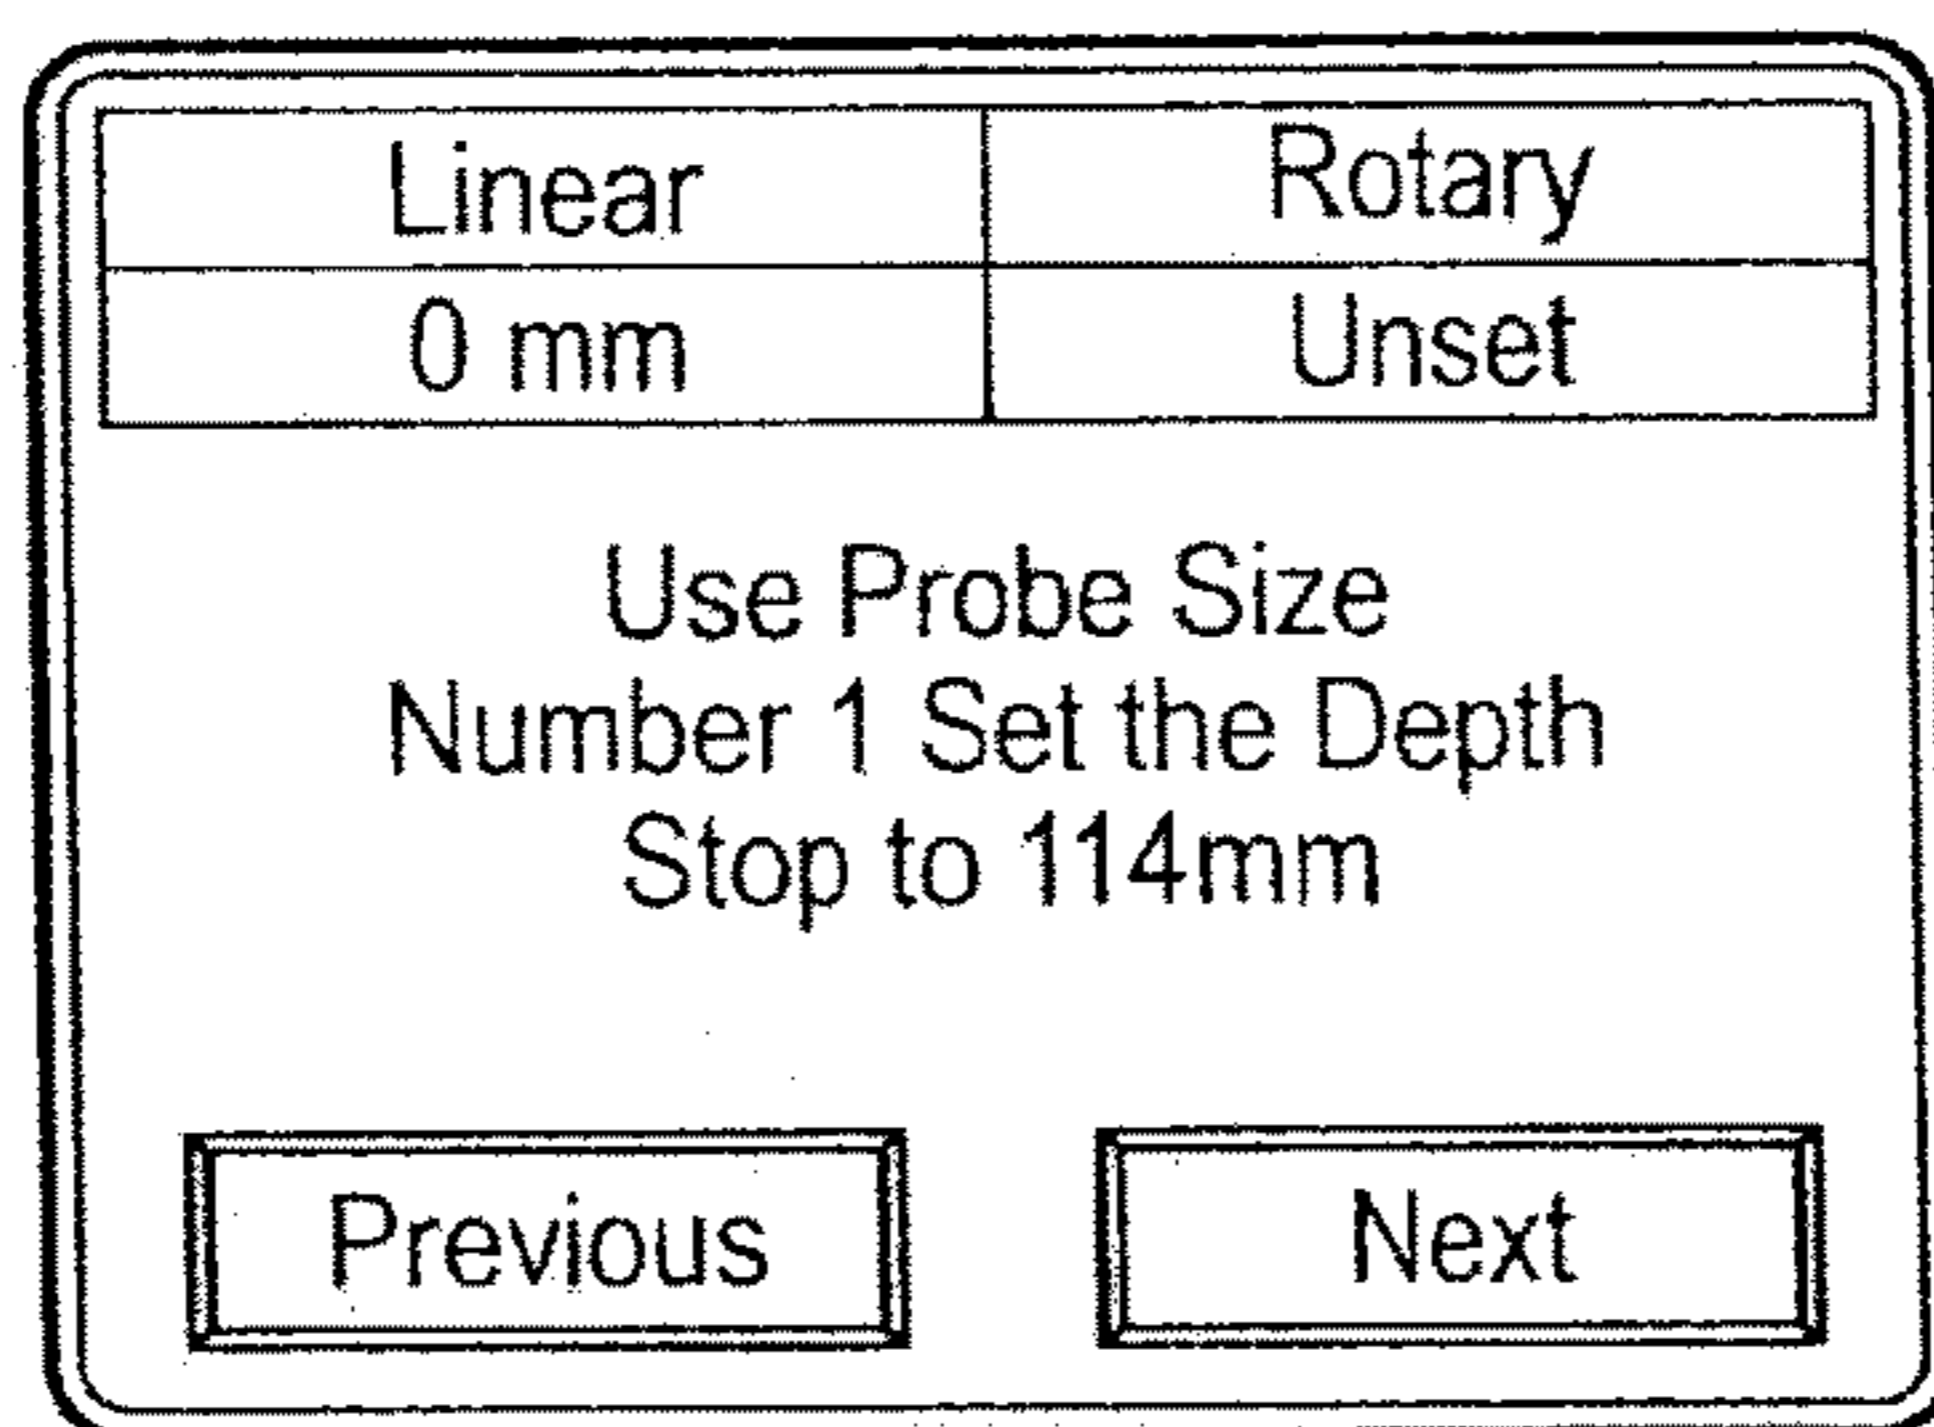 Linear Rotary
0 mm Unset
Use Probe Size
Number 1 Set the Depth
Stop to 114mm
Previous Next